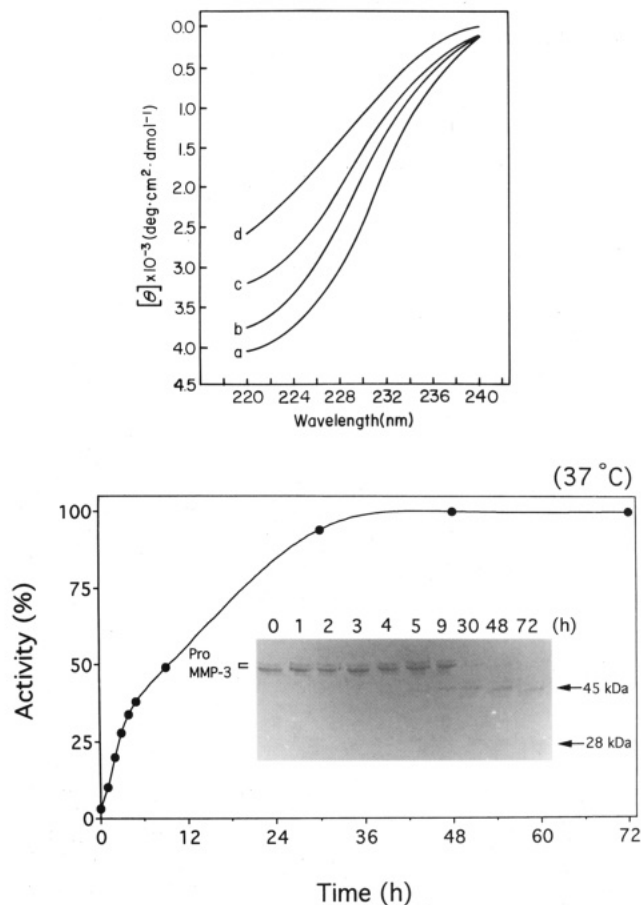 [θ] x10⁻³ (deg·cm²·dmol⁻¹)
0.0
0.5
1.0
1.5
2.0
2.5
3.0
3.5
4.0
4.5
d
c
b
a
220 224 228 232 236 240
Wavelength(nm)
(37 °C)
Activity (%)
100
75
50
25
0
0 1 2 3 4 5 9 30 48 72 (h)
Pro
MMP-3
45 kDa
28 kDa
0 12 24 36 48 60 72
Time (h)